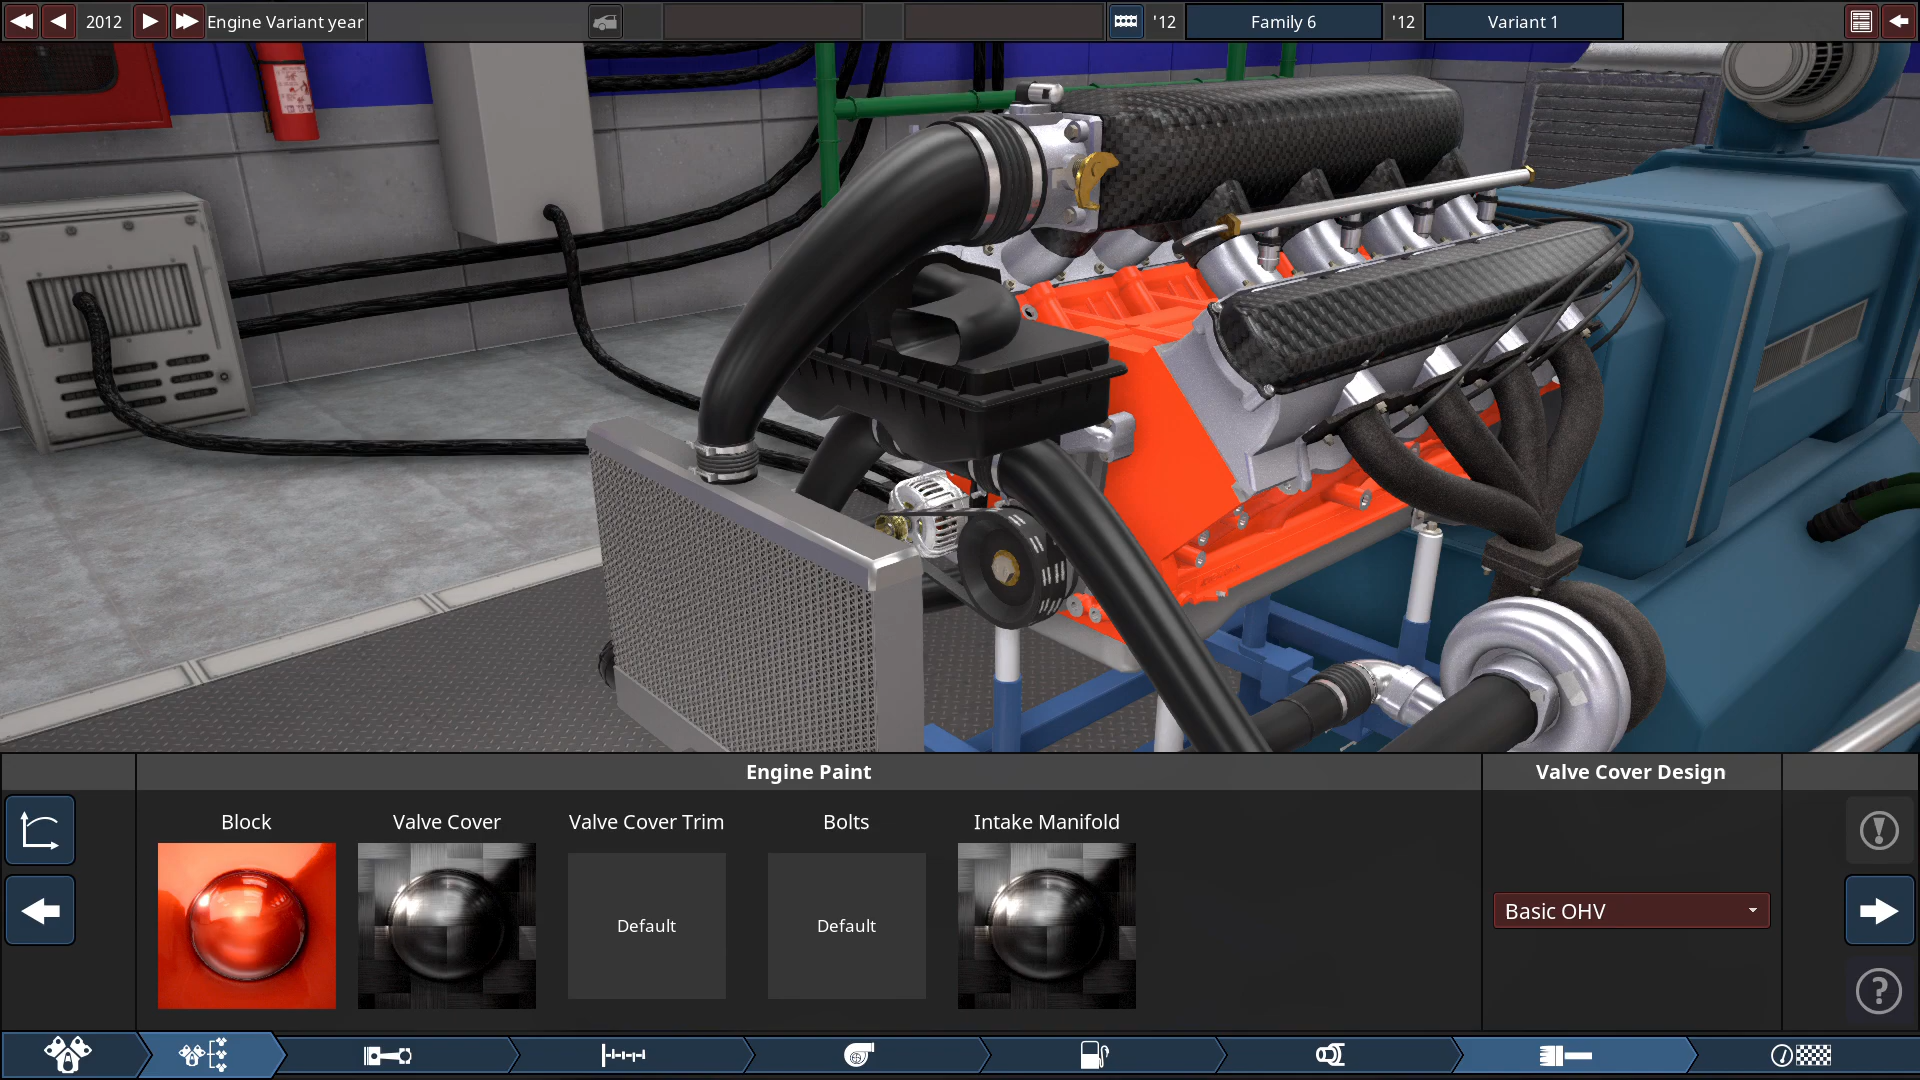 2012
Engine Variant year
'12
Family 6
'12
Variant 1
Engine Paint
Valve Cover Design
Block
Valve Cover
Valve Cover Trim
Bolts
Intake Manifold
Default
Default
Basic OHV